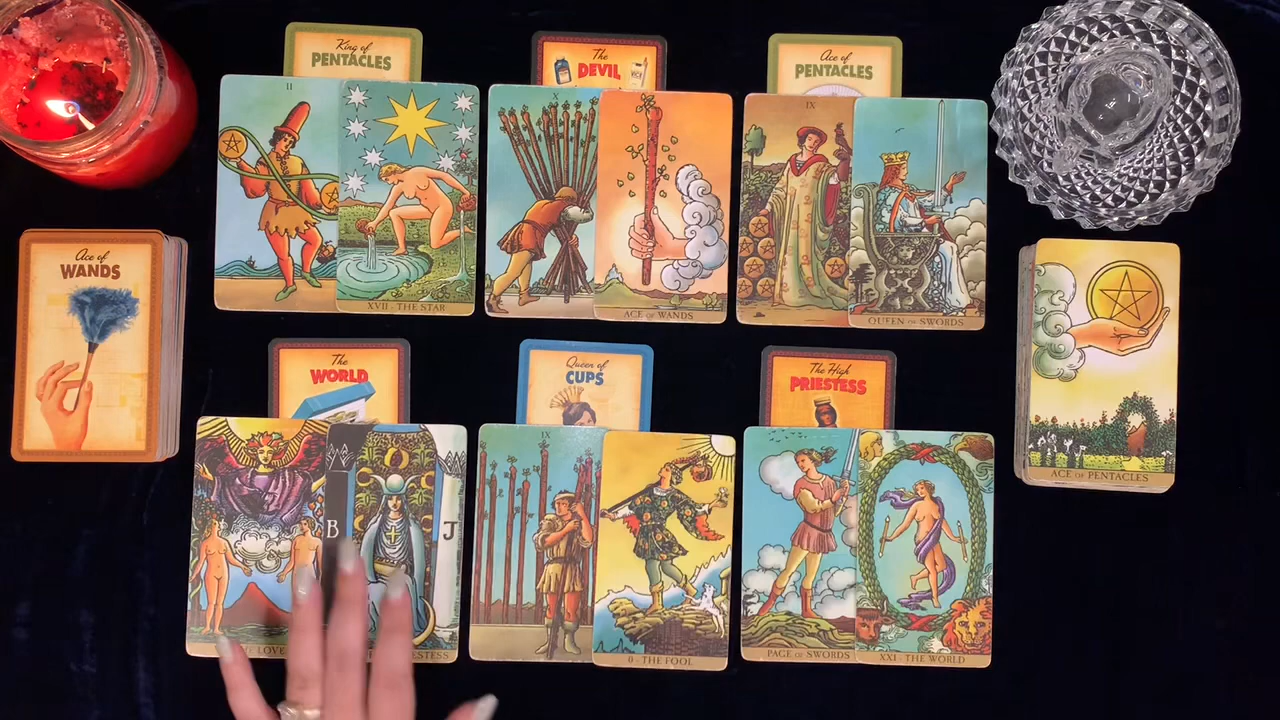 King of
PENTACLES
The
DEVIL
Ace of
PENTACLES
II
XVII - THE STAR
X
ACE OF WANDS
IX
QUEEN OF SWORDS
Ace of
WANDS
ACE OF PENTACLES
The
WORLD
Queen of
CUPS
The High
PRIESTESS
B
J
LOVE
IX
0 - THE FOOL
PAGE OF SWORDS
XXI - THE WORLD